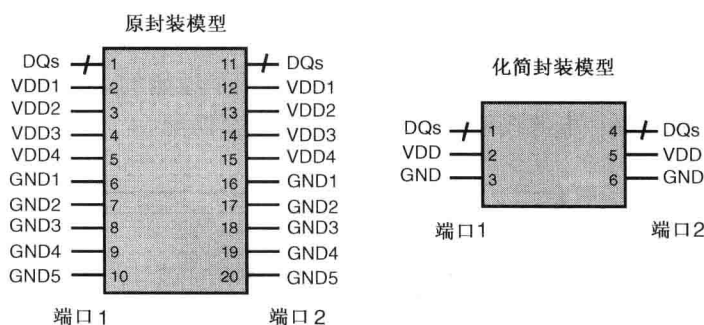 原封装模型
DQs 1 11 DQs
VDD1 2 12 VDD1
VDD2 3 13 VDD2
VDD3 4 14 VDD3
VDD4 5 15 VDD4
GND1 6 16 GND1
GND2 7 17 GND2
GND3 8 18 GND3
GND4 9 19 GND4
GND5 10 20 GND5
端口1 端口2
化简封装模型
DQs 1 4 DQs
VDD 2 5 VDD
GND 3 6 GND
端口1 端口2